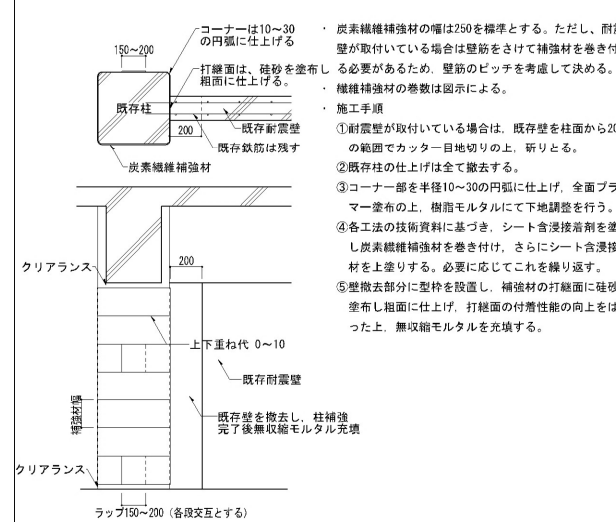 コーナーは10～30
の円弧に仕上げる
150～200
打継面は、硅砂を塗布し
粗面に仕上げる。
既存柱
200
既存耐震壁
既存鉄筋は残す
炭素繊維補強材
クリアランス
200
上下重ね代 0～10
既存耐震壁
補強材幅
既存壁を撤去し，柱補強
完了後無収縮モルタル充填
クリアランス
ラップ150～200（各段交互とする）
・ 炭素繊維補強材の幅は250を標準とする。ただし、耐
壁が取付いている場合は壁筋をさけて補強材を巻き
る必要があるため，壁筋のピッチを考慮して決める。
・ 繊維補強材の巻数は図示による。
・ 施工手順
①耐震壁が取付いている場合は，既存壁を柱面から20
の範囲でカッター目地切りの上，斫りとる。
②既存柱の仕上げは全て撤去する。
③コーナー部を半径10～30の円弧に仕上げ，全面プラ
マー塗布の上，樹脂モルタルにて下地調整を行う。
④各工法の技術資料に基づき，シート含浸接着剤を塗
し炭素繊維補強材を巻き付け，さらにシート含浸接
材を上塗りする。必要に応じてこれを繰り返す。
⑤壁撤去部分に型枠を設置し，補強材の打継面に硅
塗布し粗面に仕上げ，打継面の付着性能の向上を
った上，無収縮モルタルを充填する。